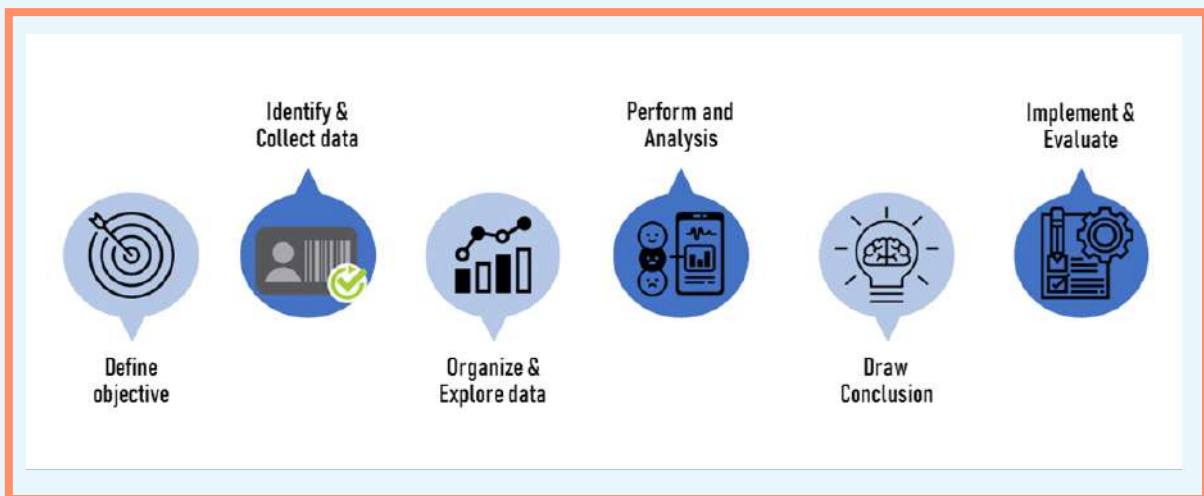 Define
objective
Identify &
Collect data
Organize &
Explore data
Perform and
Analysis
Draw
Conclusion
Implement &
Evaluate